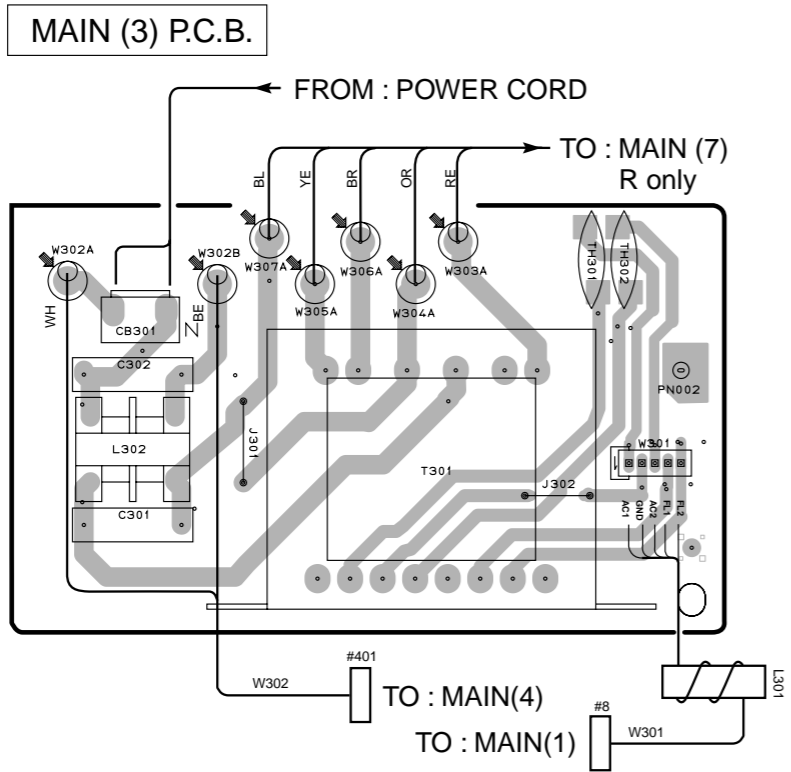 MAIN (3) P.C.B.
FROM : POWER CORD
TO : MAIN (7)
R only
BL
YE
BR
OR
RE
W302A
W302B
W307A
W306A
W303A
W305A
W304A
TH301
TH302
WH
CB301
BE
C302
PN002
L302
J301
T301
W301
J302
C301
AC1
GND
AC2
FL1
FL2
#401
W302
TO : MAIN(4)
L301
#8
W301
TO : MAIN(1)